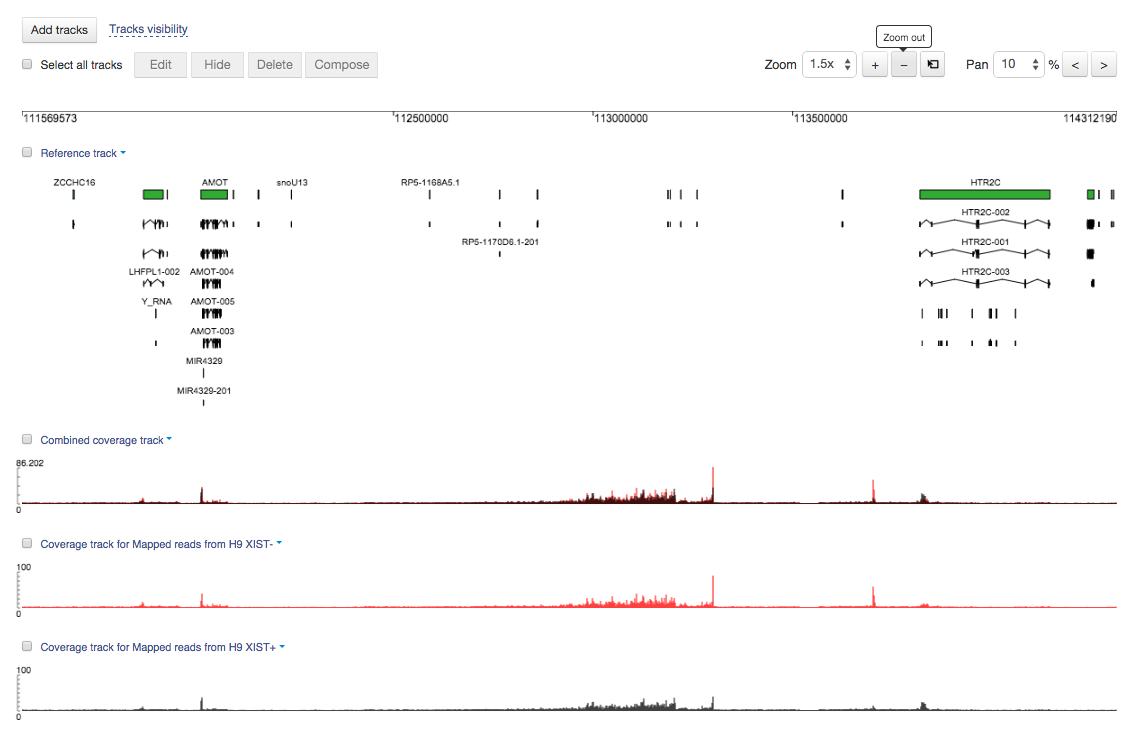 Add tracks Tracks visibility
Zoom out
Select all tracks Edit Hide Delete Compose Zoom 1.5x + − Pan 10 % < >
111569573 112500000 113000000 113500000 114312190
Reference track
ZCCHC16 AMOT snoU13 RP5-1168A5.1 HTR2C
HTR2C-002
RP5-1170D6.1-201 HTR2C-001
LHFPL1-002 AMOT-004 HTR2C-003
Y_RNA AMOT-005
AMOT-003
MIR4329
MIR4329-201
Combined coverage track
86.202
0
Coverage track for Mapped reads from H9 XIST-
100
0
Coverage track for Mapped reads from H9 XIST+
100
0